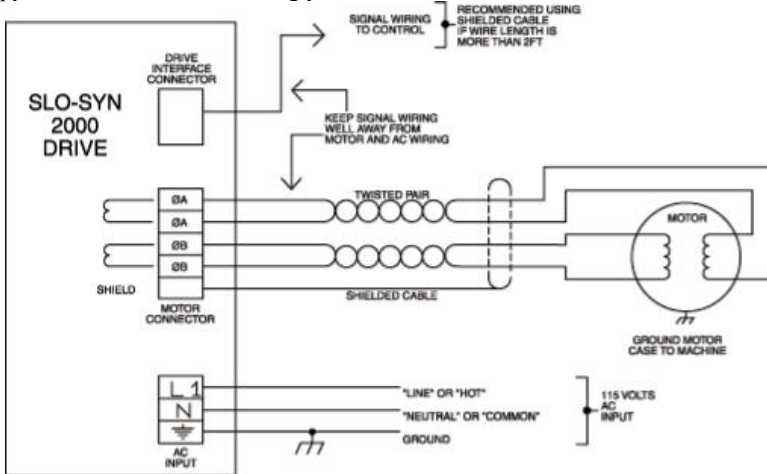 SIGNAL WIRING
TO CONTROL
RECOMMENDED USING
SHIELDED CABLE
IF WIRE LENGTH IS
MORE THAN 2FT
DRIVE
INTERFACE
CONNECTOR
SLO-SYN
2000
DRIVE
KEEP SIGNAL WIRING
WELL AWAY FROM
MOTOR AND AC WIRING
TWISTED PAIR
ØA
ØA
ØB
ØB
SHIELD
MOTOR
CONNECTOR
SHIELDED CABLE
MOTOR
GROUND MOTOR
CASE TO MACHINE
L1
N
AC
INPUT
"LINE" OR "HOT"
"NEUTRAL" OR "COMMON"
GROUND
115 VOLTS
AC
INPUT